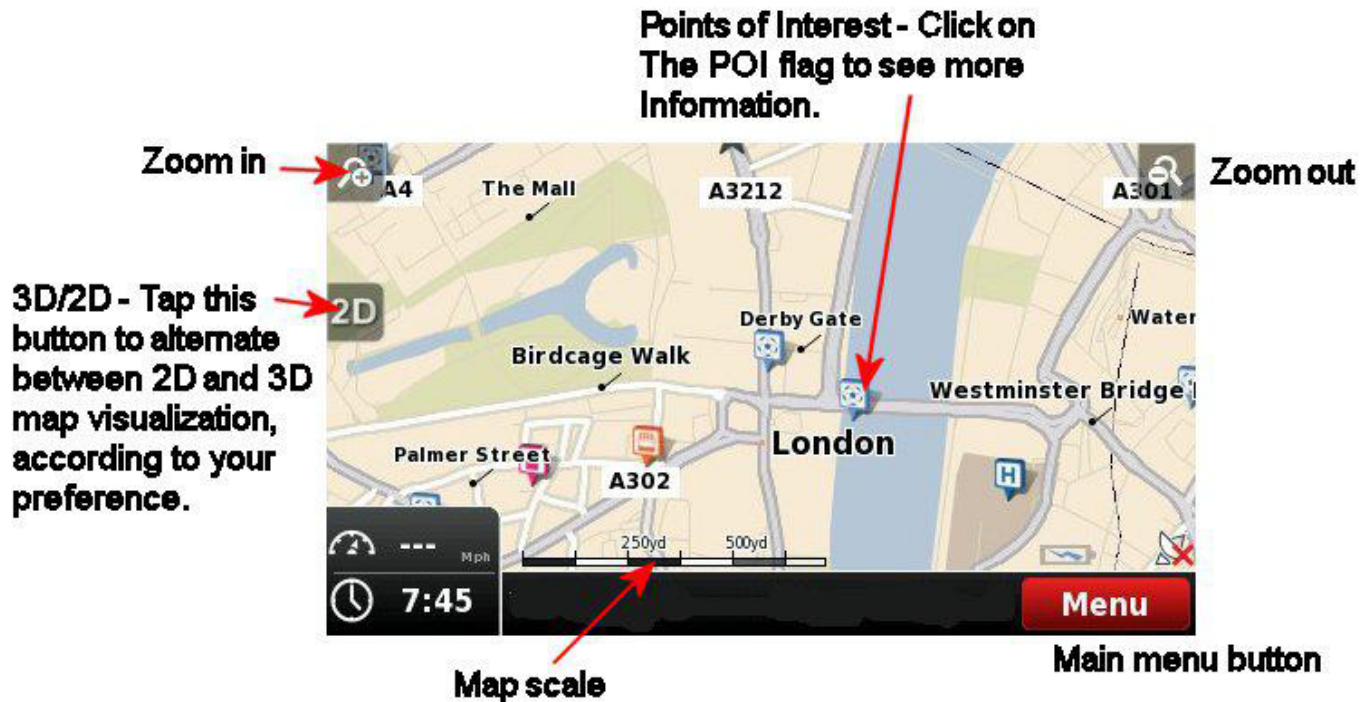 Points of Interest - Click on
The POI flag to see more
Information.
Zoom in
Zoom out
A4
The Mall
A3212
A301
3D/2D - Tap this
button to alternate
between 2D and 3D
map visualization,
according to your
preference.
2D
Derby Gate
Water
Birdcage Walk
Westminster Bridge
London
Palmer Street
A302
H
250yd
500yd
--- Mph
7:45
Menu
Main menu button
Map scale